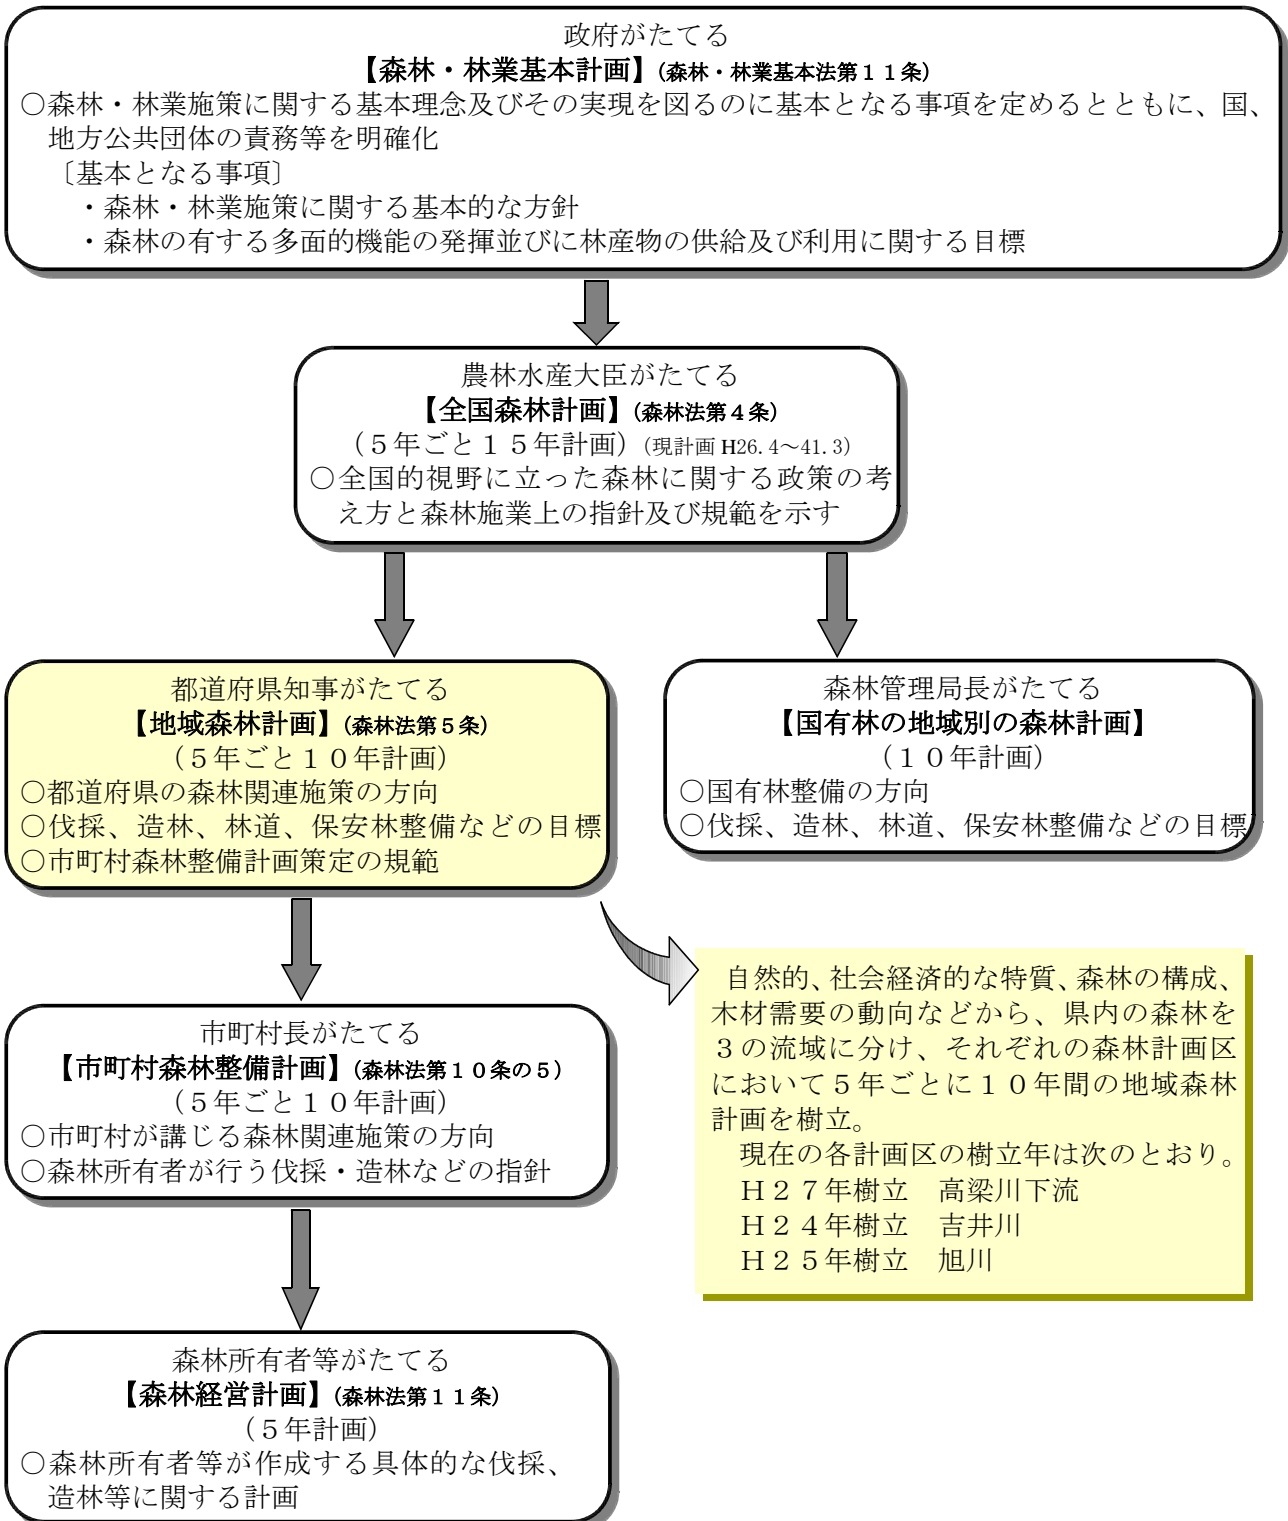 政府がたてる
【森林・林業基本計画】(森林・林業基本法第１１条)
○森林・林業施策に関する基本理念及びその実現を図るのに基本となる事項を定めるとともに、国、
地方公共団体の責務等を明確化
〔基本となる事項〕
・森林・林業施策に関する基本的な方針
・森林の有する多面的機能の発揮並びに林産物の供給及び利用に関する目標
農林水産大臣がたてる
【全国森林計画】(森林法第４条)
（５年ごと１５年計画）(現計画 H26.4～41.3)
○全国的視野に立った森林に関する政策の考
え方と森林施業上の指針及び規範を示す
都道府県知事がたてる
【地域森林計画】(森林法第５条)
（５年ごと１０年計画）
○都道府県の森林関連施策の方向
○伐採、造林、林道、保安林整備などの目標
○市町村森林整備計画策定の規範
森林管理局長がたてる
【国有林の地域別の森林計画】
（１０年計画）
○国有林整備の方向
○伐採、造林、林道、保安林整備などの目標
自然的、社会経済的な特質、森林の構成、
木材需要の動向などから、県内の森林を
３の流域に分け、それぞれの森林計画区
において５年ごとに１０年間の地域森林
計画を樹立。
現在の各計画区の樹立年は次のとおり。
Ｈ２７年樹立　高梁川下流
Ｈ２４年樹立　吉井川
Ｈ２５年樹立　旭川
市町村長がたてる
【市町村森林整備計画】(森林法第１０条の５)
（５年ごと１０年計画）
○市町村が講じる森林関連施策の方向
○森林所有者が行う伐採・造林などの指針
森林所有者等がたてる
【森林経営計画】(森林法第１１条)
（５年計画）
○森林所有者等が作成する具体的な伐採、
造林等に関する計画